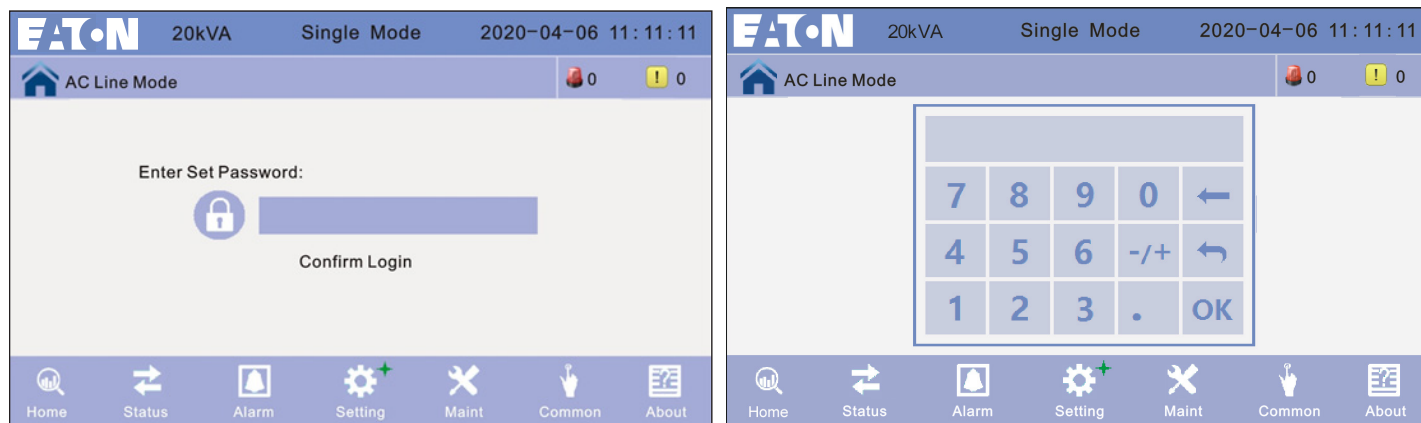 EATON 20kVA Single Mode 2020-04-06 11:11:11
AC Line Mode 0 ! 0
Enter Set Password:
Confirm Login
Home Status Alarm Setting Maint Common About
EATON 20kVA Single Mode 2020-04-06 11:11:11
AC Line Mode 0 ! 0
7 8 9 0
4 5 6 -/+
1 2 3 . OK
Home Status Alarm Setting Maint Common About